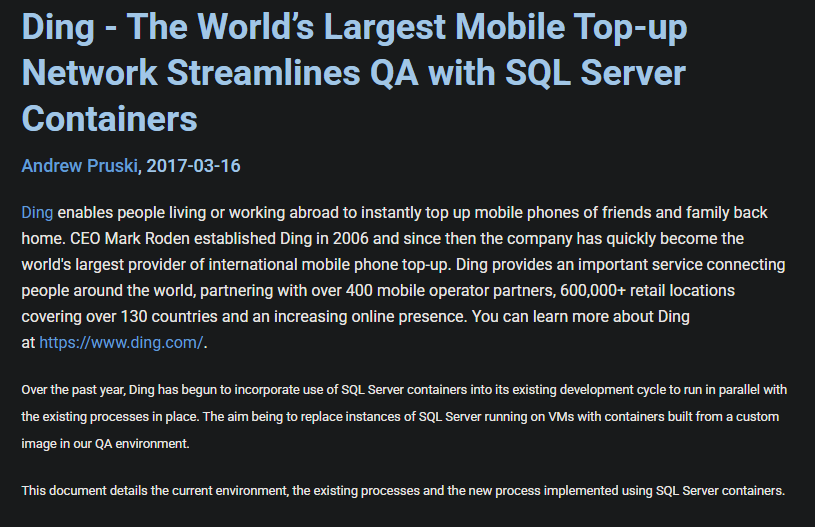 Ding - The World’s Largest Mobile Top-up
Network Streamlines QA with SQL Server
Containers
Andrew Pruski, 2017-03-16
Ding enables people living or working abroad to instantly top up mobile phones of friends and family back
home. CEO Mark Roden established Ding in 2006 and since then the company has quickly become the
world's largest provider of international mobile phone top-up. Ding provides an important service connecting
people around the world, partnering with over 400 mobile operator partners, 600,000+ retail locations
covering over 130 countries and an increasing online presence. You can learn more about Ding
at https://www.ding.com/.
Over the past year, Ding has begun to incorporate use of SQL Server containers into its existing development cycle to run in parallel with
the existing processes in place. The aim being to replace instances of SQL Server running on VMs with containers built from a custom
image in our QA environment.
This document details the current environment, the existing processes and the new process implemented using SQL Server containers.